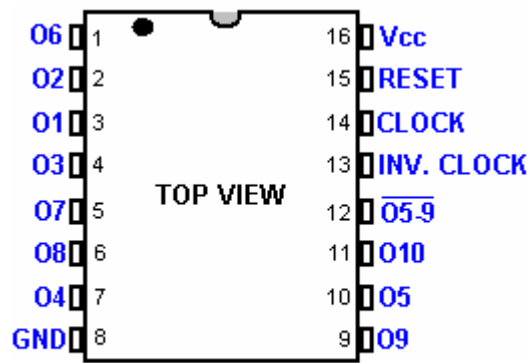 O6 1 16 Vcc
O2 2 15 RESET
O1 3 14 CLOCK
O3 4 13 INV. CLOCK
TOP VIEW
O7 5 12 O5-9
O8 6 11 O10
O4 7 10 O5
GND 8 9 O9